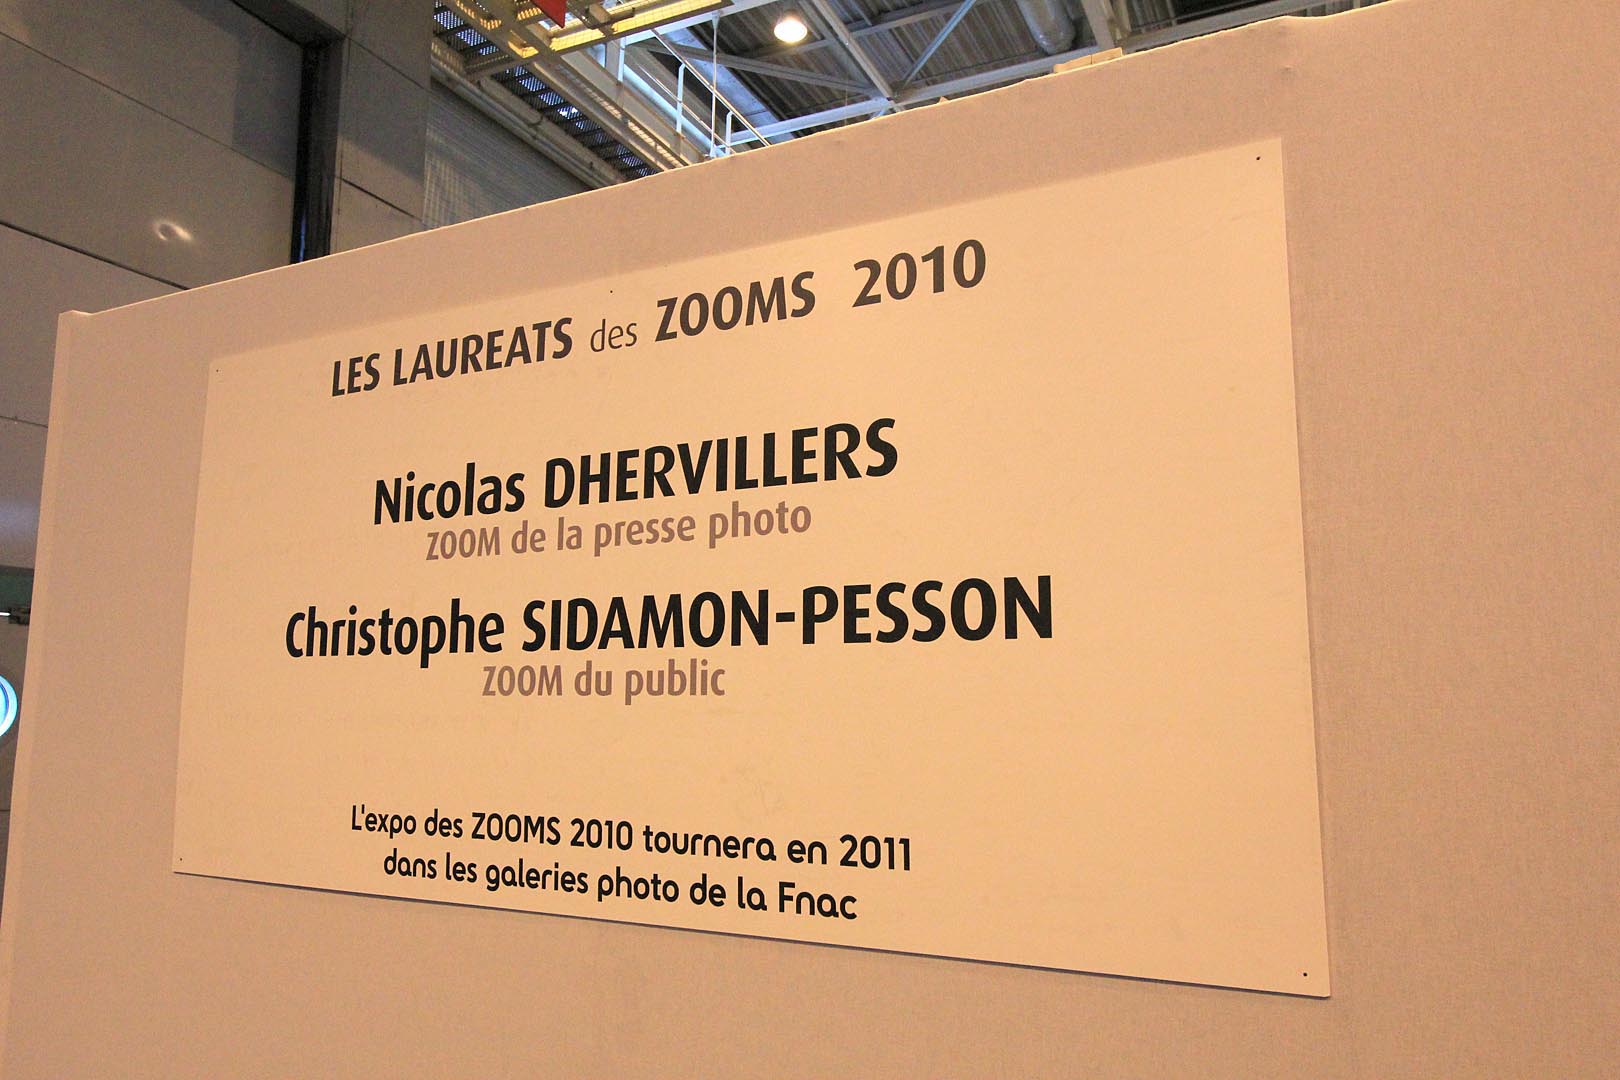 LES LAUREATS des ZOOMS 2010
Nicolas DHERVILLERS
ZOOM de la presse photo
Christophe SIDAMON-PESSON
ZOOM du public
L'expo des ZOOMS 2010 tournera en 2011
dans les galeries photo de la Fnac